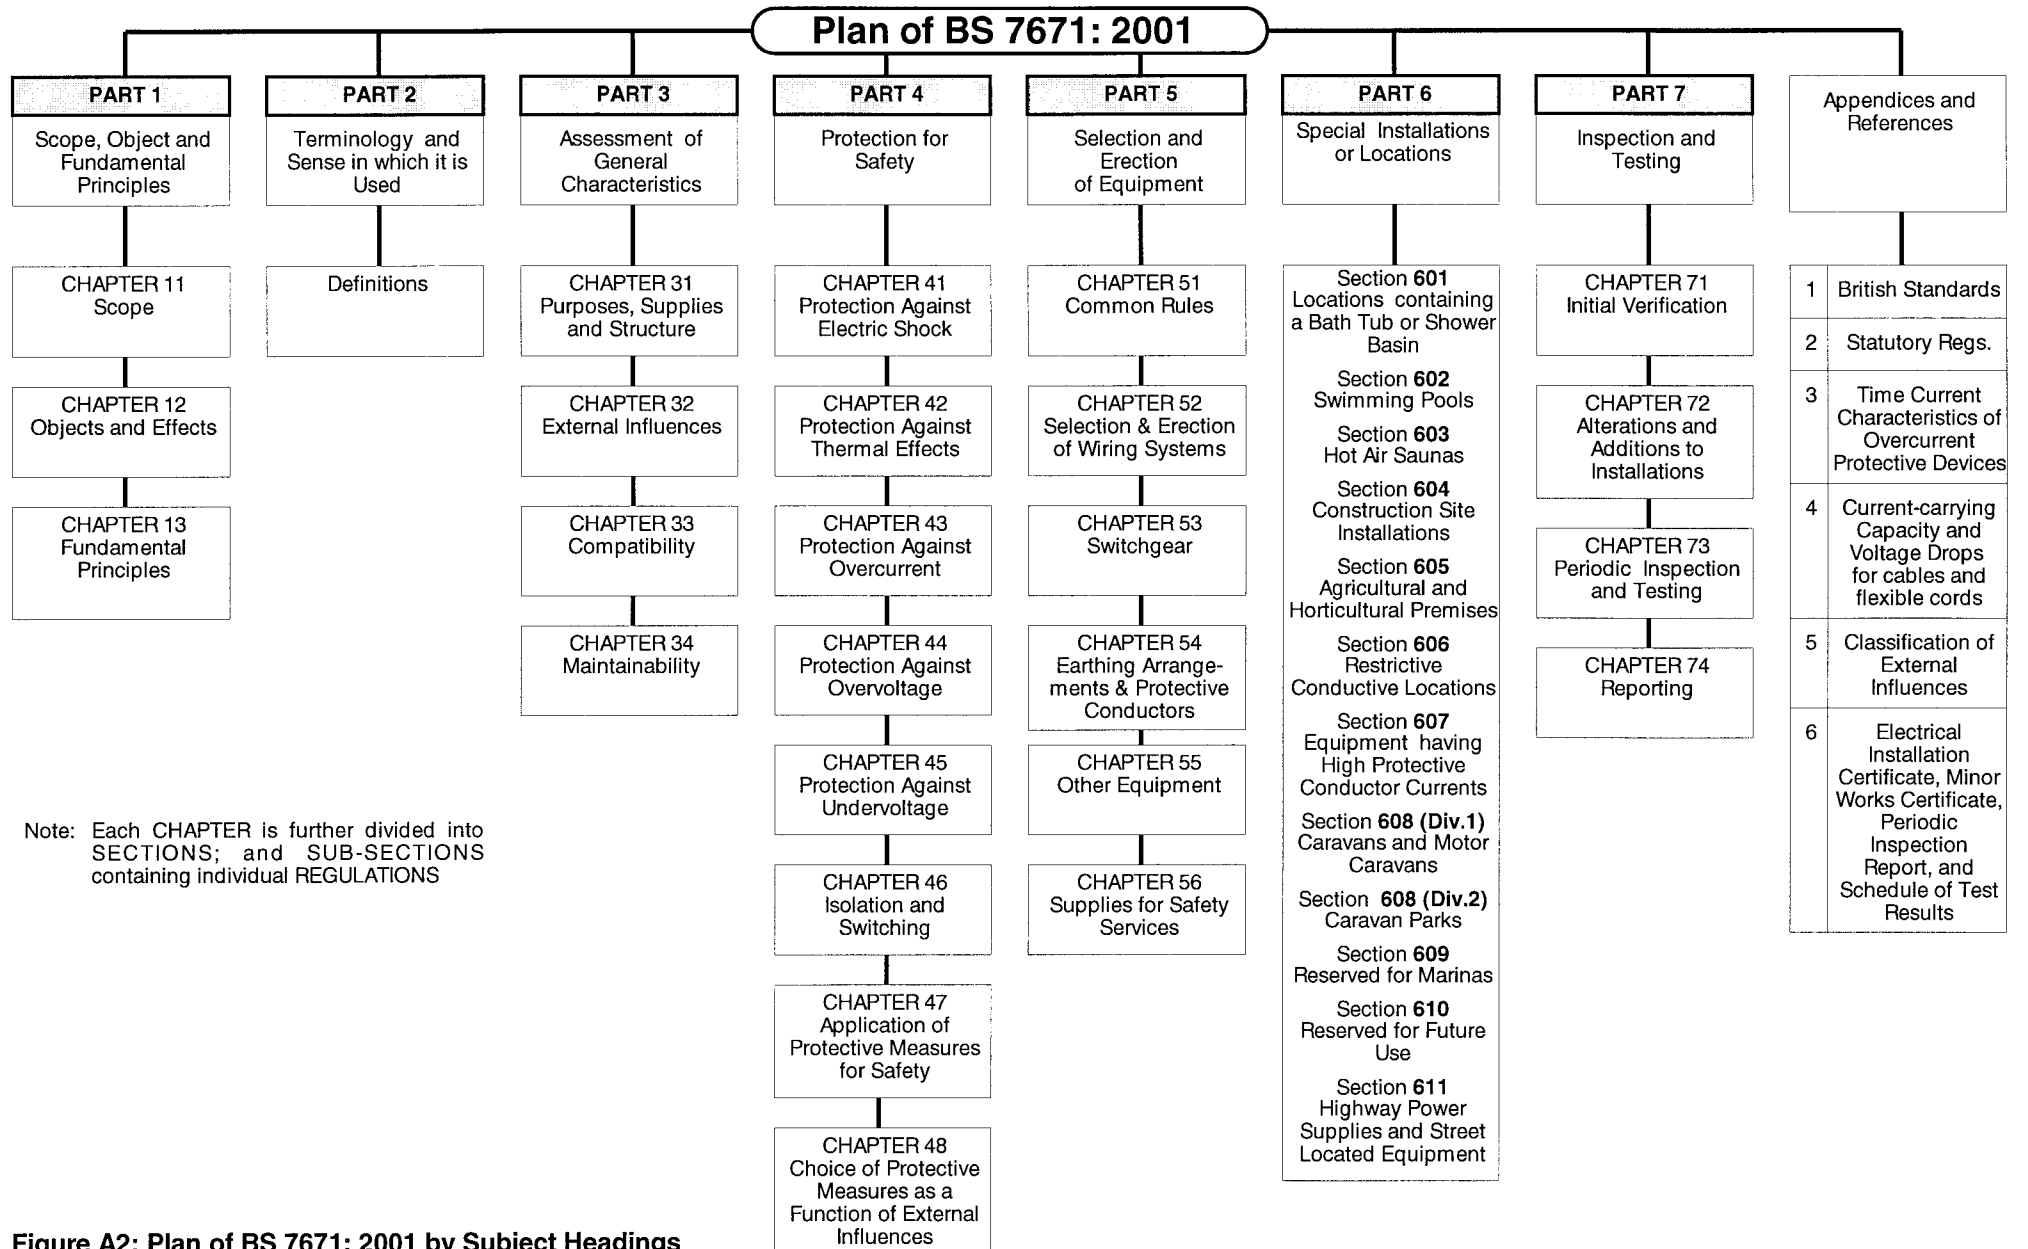 Plan of BS 7671: 2001
PART 1
Scope, Object and
Fundamental
Principles
CHAPTER 11
Scope
CHAPTER 12
Objects and Effects
CHAPTER 13
Fundamental
Principles
PART 2
Terminology and
Sense in which it is
Used
Definitions
PART 3
Assessment of
General
Characteristics
CHAPTER 31
Purposes, Supplies
and Structure
CHAPTER 32
External Influences
CHAPTER 33
Compatibility
CHAPTER 34
Maintainability
PART 4
Protection for
Safety
CHAPTER 41
Protection Against
Electric Shock
CHAPTER 42
Protection Against
Thermal Effects
CHAPTER 43
Protection Against
Overcurrent
CHAPTER 44
Protection Against
Overvoltage
CHAPTER 45
Protection Against
Undervoltage
CHAPTER 46
Isolation and
Switching
CHAPTER 47
Application of
Protective Measures
for Safety
CHAPTER 48
Choice of Protective
Measures as a
Function of External
Influences
PART 5
Selection and
Erection
of Equipment
CHAPTER 51
Common Rules
CHAPTER 52
Selection & Erection
of Wiring Systems
CHAPTER 53
Switchgear
CHAPTER 54
Earthing Arrange-
ments & Protective
Conductors
CHAPTER 55
Other Equipment
CHAPTER 56
Supplies for Safety
Services
PART 6
Special Installations
or Locations
Section 601
Locations containing
a Bath Tub or Shower
Basin
Section 602
Swimming Pools
Section 603
Hot Air Saunas
Section 604
Construction Site
Installations
Section 605
Agricultural and
Horticultural Premises
Section 606
Restrictive
Conductive Locations
Section 607
Equipment having
High Protective
Conductor Currents
Section 608 (Div.1)
Caravans and Motor
Caravans
Section 608 (Div.2)
Caravan Parks
Section 609
Reserved for Marinas
Section 610
Reserved for Future
Use
Section 611
Highway Power
Supplies and Street
Located Equipment
PART 7
Inspection and
Testing
CHAPTER 71
Initial Verification
CHAPTER 72
Alterations and
Additions to
Installations
CHAPTER 73
Periodic Inspection
and Testing
CHAPTER 74
Reporting
Appendices and
References
1 British Standards
2 Statutory Regs.
3 Time Current
Characteristics of
Overcurrent
Protective Devices
4 Current-carrying
Capacity and
Voltage Drops
for cables and
flexible cords
5 Classification of
External
Influences
6 Electrical
Installation
Certificate, Minor
Works Certificate,
Periodic
Inspection
Report, and
Schedule of Test
Results
Note: Each CHAPTER is further divided into
SECTIONS; and SUB-SECTIONS
containing individual REGULATIONS
Figure A2: Plan of BS 7671: 2001 by Subject Headings